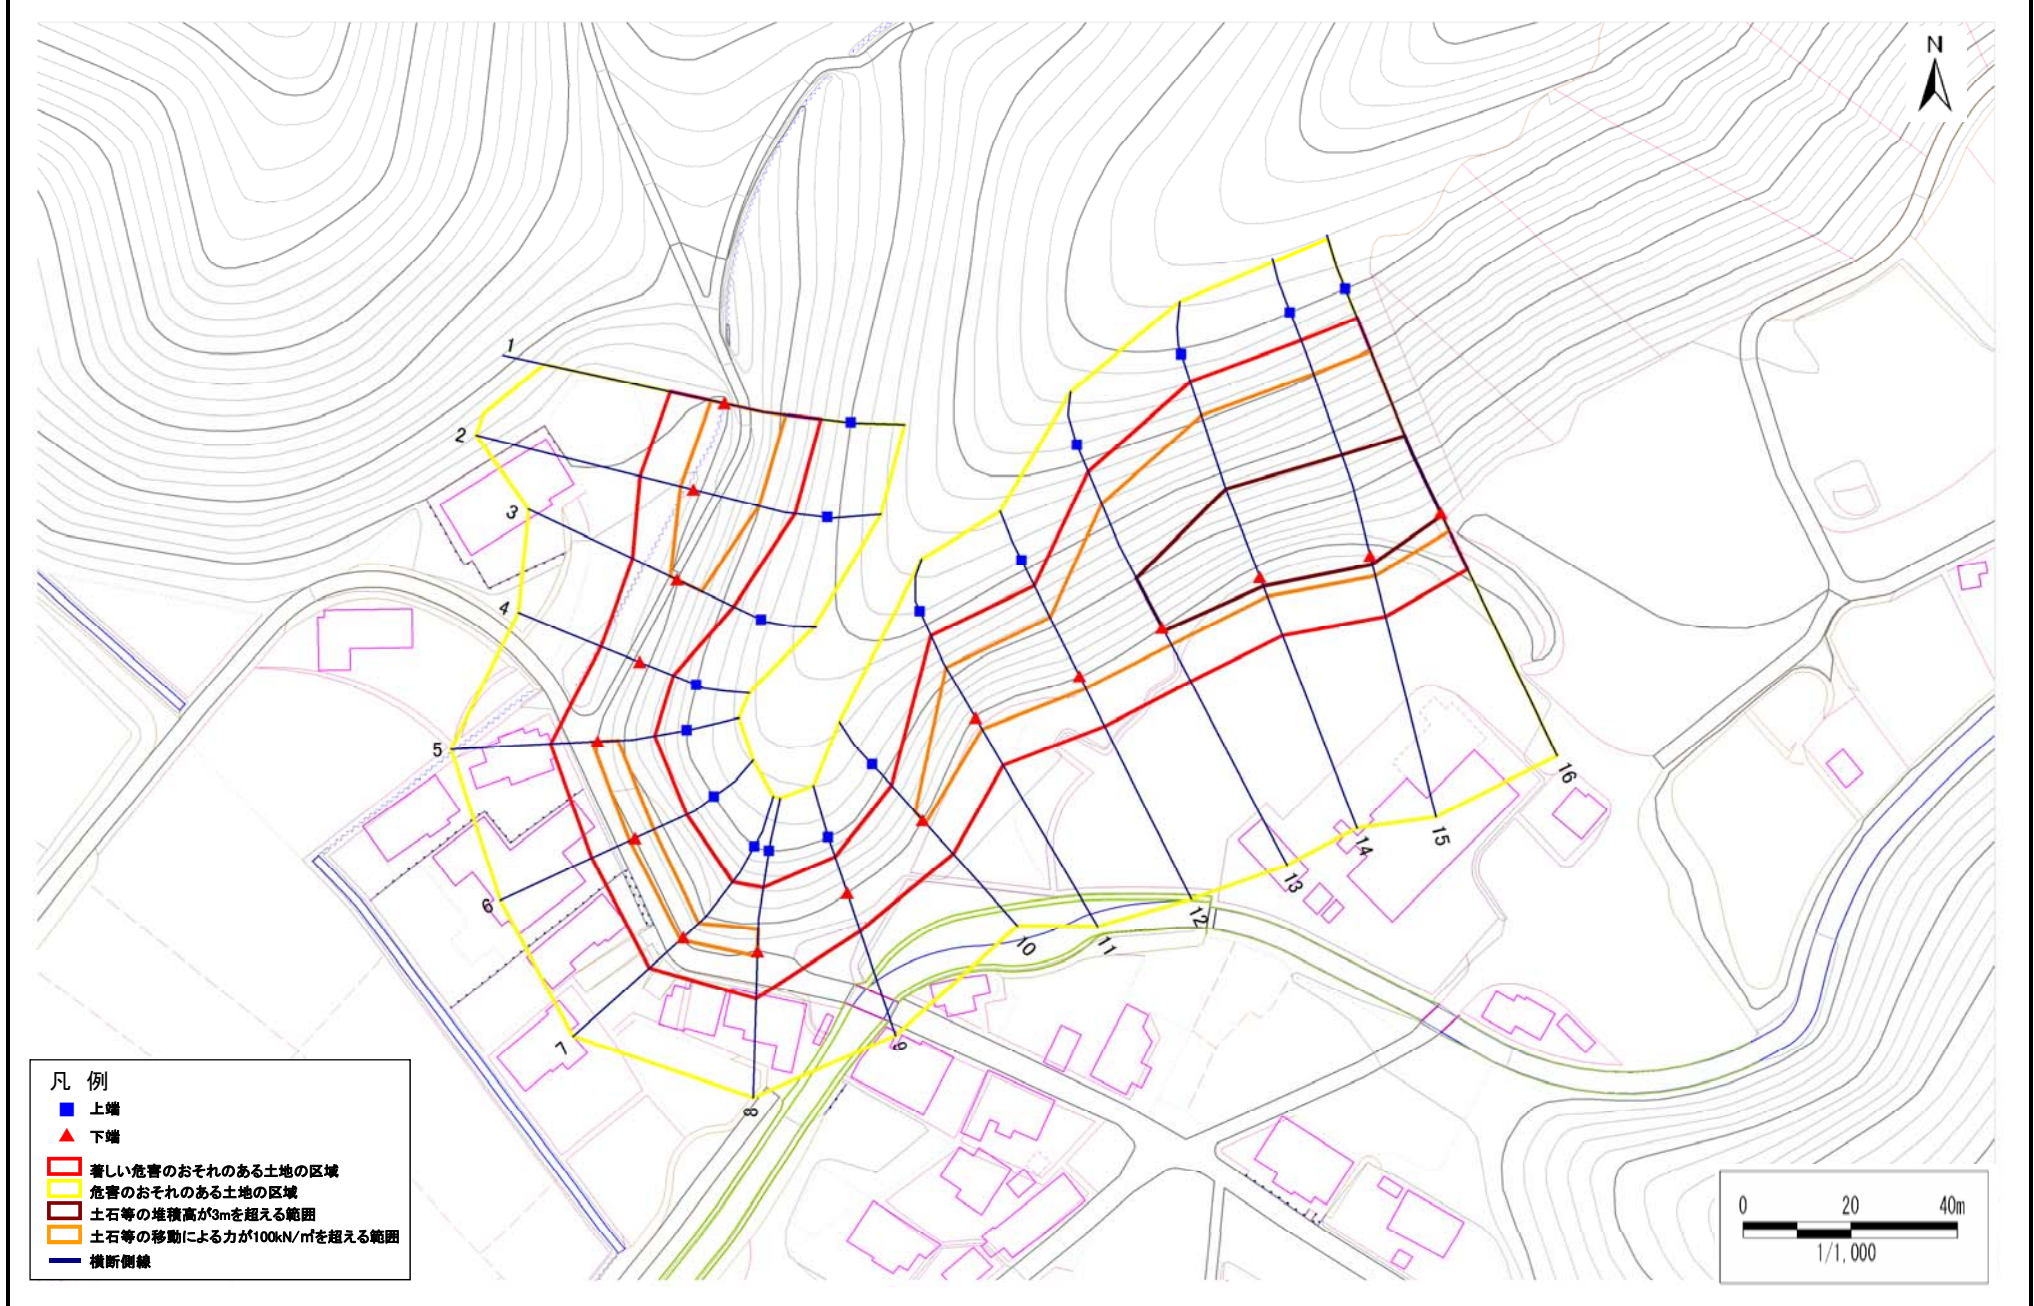 N
1
2
3
4
5
6
7
8
9
10
11
12
13
14
15
16
凡 例
上端
下端
著しい危害のおそれのある土地の区域
危害のおそれのある土地の区域
土石等の堆積高が3mを超える範囲
土石等の移動による力が100kN/㎡を超える範囲
横断側線
0 20 40m
1/1,000